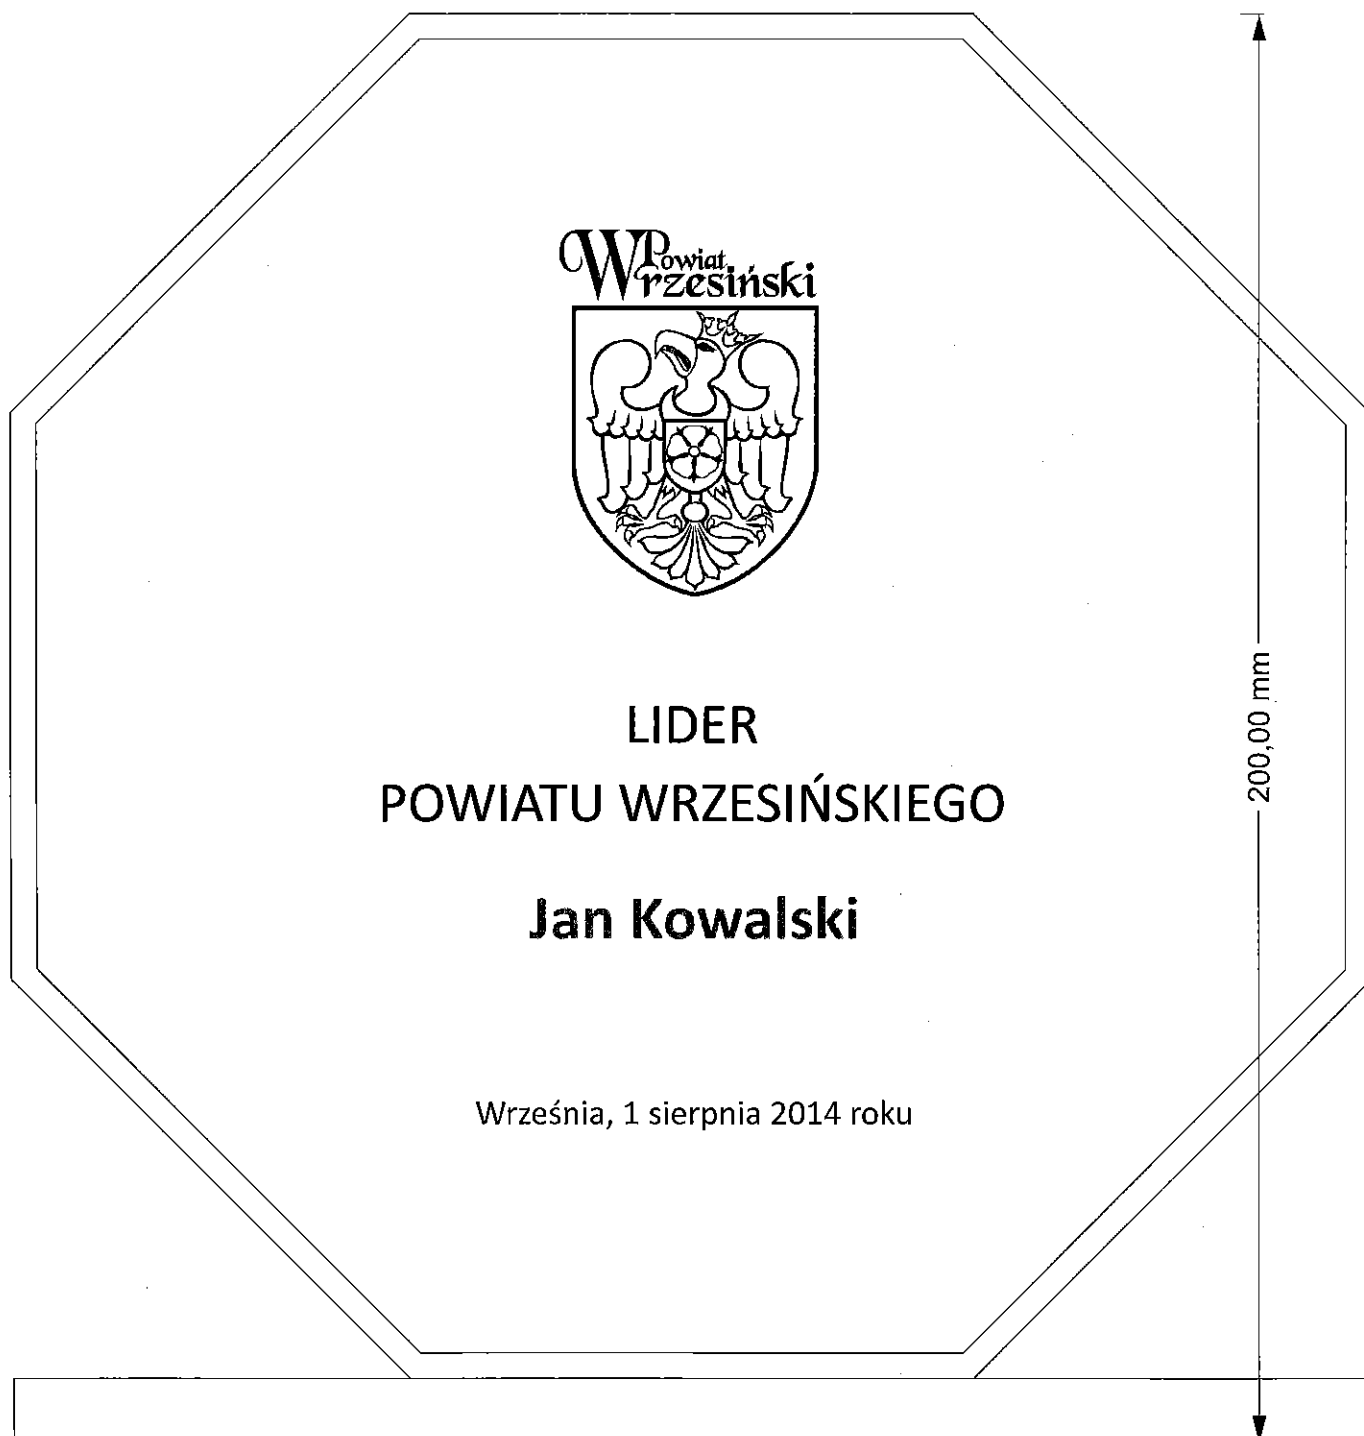 Powiat
Wrzesiński
LIDER
POWIATU WRZESIŃSKIEGO
Jan Kowalski
Września, 1 sierpnia 2014 roku
200,00 mm